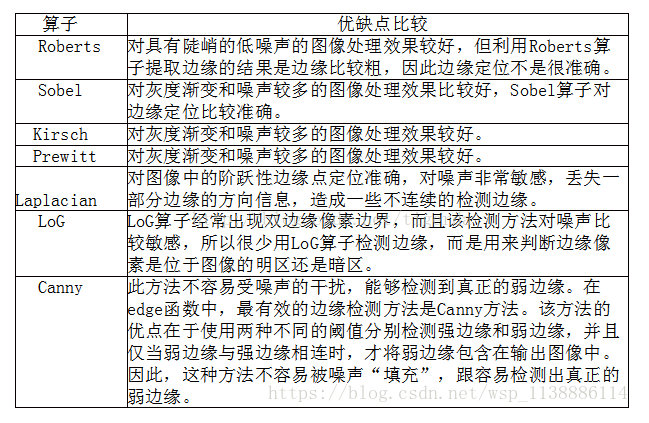 算子 优缺点比较
Roberts 对具有陡峭的低噪声的图像处理效果较好，但利用Roberts算
子提取边缘的结果是边缘比较粗，因此边缘定位不是很准确。
Sobel 对灰度渐变和噪声较多的图像处理效果比较好，Sobel算子对
边缘定位比较准确。
Kirsch 对灰度渐变和噪声较多的图像处理效果较好。
Prewitt 对灰度渐变和噪声较多的图像处理效果较好。
对图像中的阶跃性边缘点定位准确，对噪声非常敏感，丢失一
Laplacian 部分边缘的方向信息，造成一些不连续的检测边缘。
LoG LoG算子经常出现双边缘像素边界，而且该检测方法对噪声比
较敏感，所以很少用LoG算子检测边缘，而是用来判断边缘像
素是位于图像的明区还是暗区。
Canny 此方法不容易受噪声的干扰，能够检测到真正的弱边缘。在
edge函数中，最有效的边缘检测方法是Canny方法。该方法的
优点在于使用两种不同的阈值分别检测强边缘和弱边缘，并且
仅当弱边缘与强边缘相连时，才将弱边缘包含在输出图像中。
因此，这种方法不容易被噪声“填充”，跟容易检测出真正的
弱边缘。
https://blog.csdn.net/wsp_1138886114